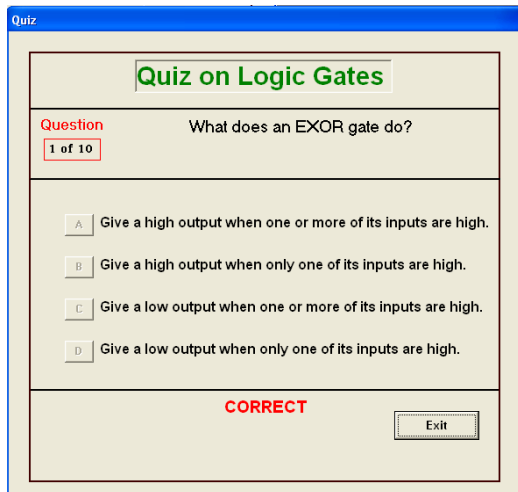 Quiz
Quiz on Logic Gates
Question
What does an EXOR gate do?
1 of 10
A Give a high output when one or more of its inputs are high.
B Give a high output when only one of its inputs are high.
C Give a low output when one or more of its inputs are high.
D Give a low output when only one of its inputs are high.
CORRECT
Exit